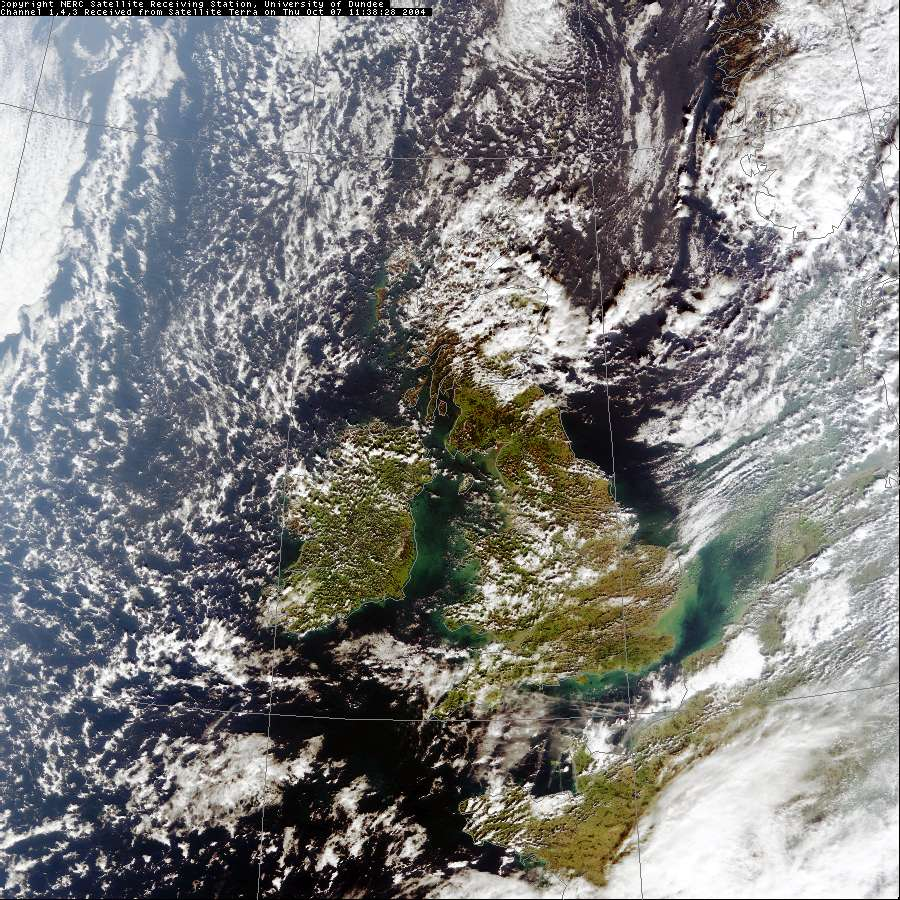 Copyright NERC Satellite Receiving Station, University of Dundee
Channel 1,4,3 Received from Satellite Terra on Thu Oct 07 11:38:28 2004